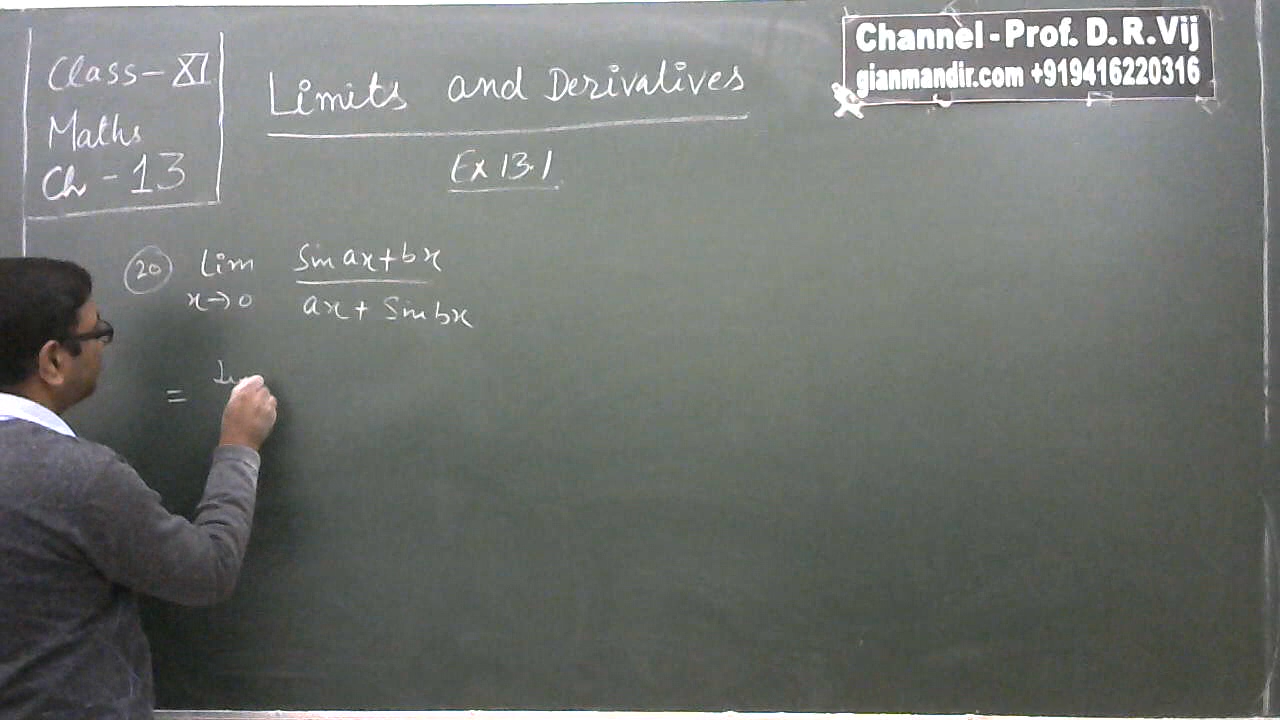 Class-XI
Maths
Ch-13
Limits and Derivatives
Ex 13.1
Channel - Prof. D. R. Vij
gianmandir.com +919416220316
20 Lim x→0 Sin ax+bx / ax+ Sin bx
=